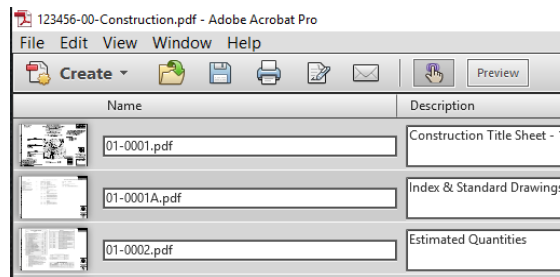 123456-00-Construction.pdf - Adobe Acrobat Pro
File Edit View Window Help
Create Preview
Name Description
01-0001.pdf Construction Title Sheet -
01-0001A.pdf Index & Standard Drawings
01-0002.pdf Estimated Quantities